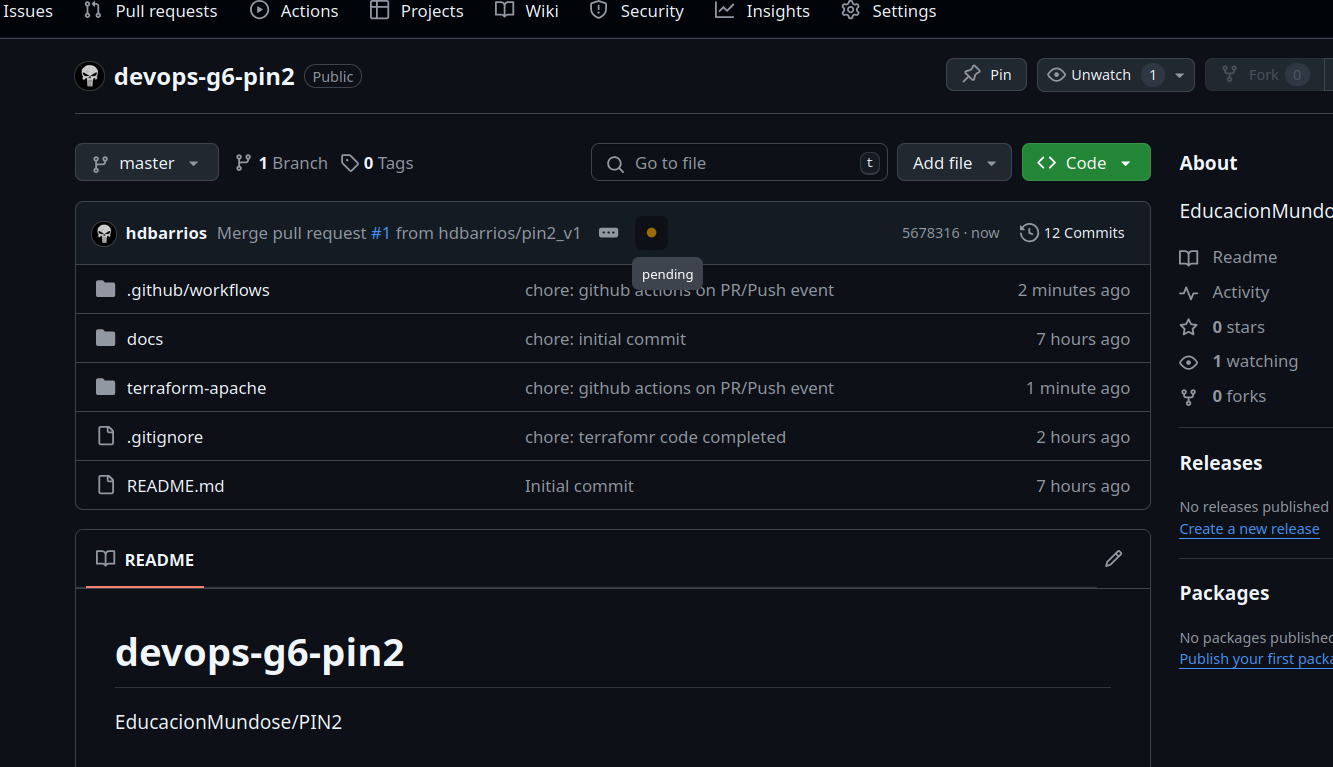 Issues Pull requests Actions Projects Wiki Security Insights Settings
devops-g6-pin2 Public Pin Unwatch 1 Fork 0
master 1 Branch 0 Tags Go to file t Add file Code
hdbarrios Merge pull request #1 from hdbarrios/pin2_v1 5678316 · now 12 Commits
pending
.github/workflows chore: github actions on PR/Push event 2 minutes ago
docs chore: initial commit 7 hours ago
terraform-apache chore: github actions on PR/Push event 1 minute ago
.gitignore chore: terrafomr code completed 2 hours ago
README.md Initial commit 7 hours ago
README
devops-g6-pin2
EducacionMundose/PIN2
About
EducacionMundo
Readme
Activity
0 stars
1 watching
0 forks
Releases
No releases published
Create a new release
Packages
No packages published
Publish your first packa